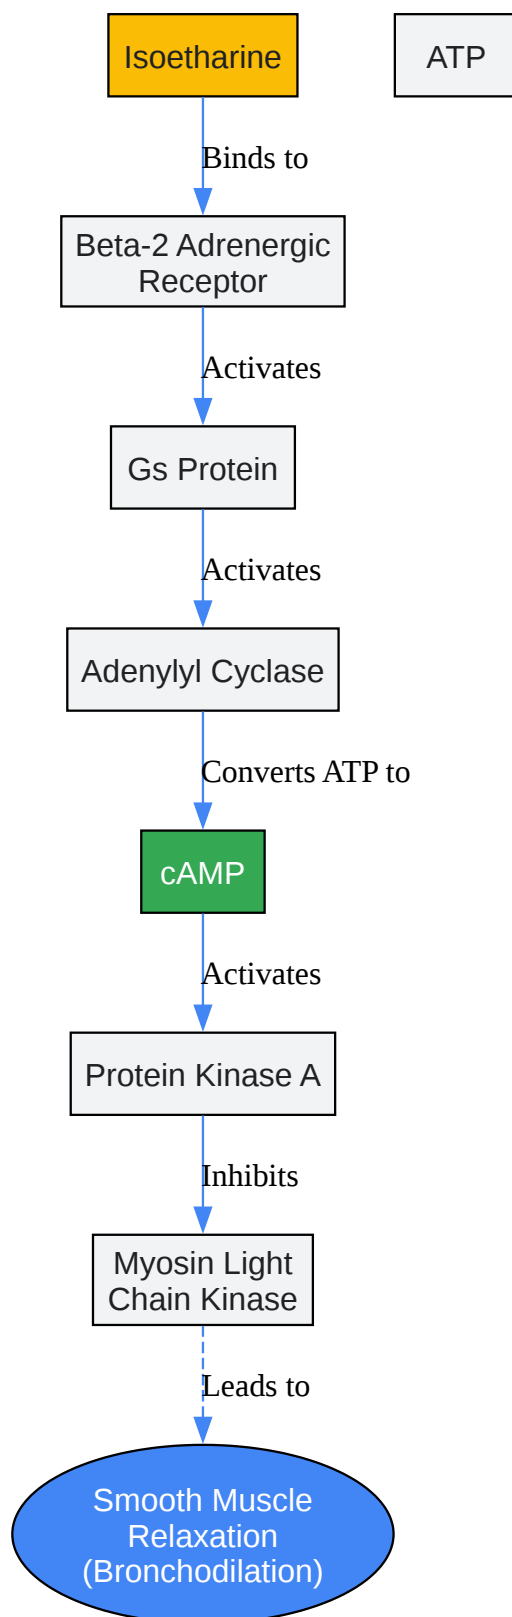 Isoetharine
ATP
Binds to
Beta-2 Adrenergic
Receptor
Activates
Gs Protein
Activates
Adenylyl Cyclase
Converts ATP to
cAMP
Activates
Protein Kinase A
Inhibits
Myosin Light
Chain Kinase
Leads to
Smooth Muscle
Relaxation
(Bronchodilation)